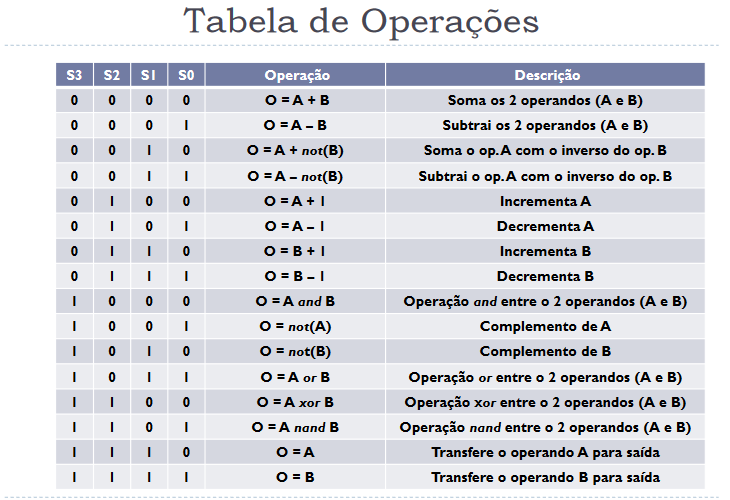 Tabela de Operações
S3 S2 S1 S0 Operação Descrição
0 0 0 0 O = A + B Soma os 2 operandos (A e B)
0 0 0 1 O = A – B Subtrai os 2 operandos (A e B)
0 0 1 0 O = A + not(B) Soma o op. A com o inverso do op. B
0 0 1 1 O = A – not(B) Subtrai o op. A com o inverso do op. B
0 1 0 0 O = A + 1 Incrementa A
0 1 0 1 O = A – 1 Decrementa A
0 1 1 0 O = B + 1 Incrementa B
0 1 1 1 O = B – 1 Decrementa B
1 0 0 0 O = A and B Operação and entre o 2 operandos (A e B)
1 0 0 1 O = not(A) Complemento de A
1 0 1 0 O = not(B) Complemento de B
1 0 1 1 O = A or B Operação or entre o 2 operandos (A e B)
1 1 0 0 O = A xor B Operação xor entre o 2 operandos (A e B)
1 1 0 1 O = A nand B Operação nand entre o 2 operandos (A e B)
1 1 1 0 O = A Transfere o operando A para saída
1 1 1 1 O = B Transfere o operando B para saída